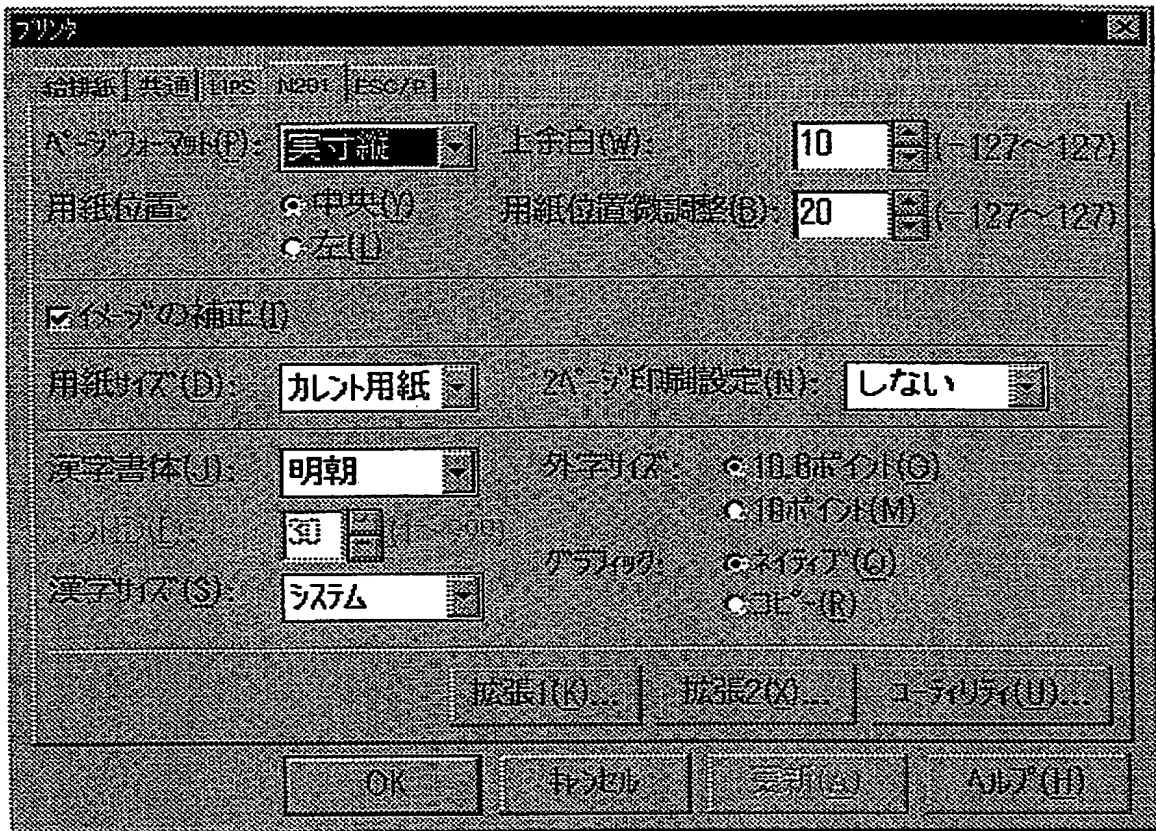 プリンタ
給排紙 共通 LIPS N201 ESC/P
ページフォーマット(P): 実寸縦 上余白(W): 10 (-127～127)
用紙位置: 中央(Y) 用紙位置微調整(B): 20 (-127～127)
左(L)
イメージの補正(I)
用紙サイズ(D): カレント用紙 2ページ印刷設定(N): しない
漢字書体(J): 明朝 外字サイズ: 10.8ポイント(G)
30 10ポイント(M)
グラフィック: ネイティブ(Q)
漢字サイズ(S): システム コピー(R)
拡張1(K)... 拡張2(X)... ユーティリティ(U)...
OK キャンセル 更新(A) ヘルプ(H)